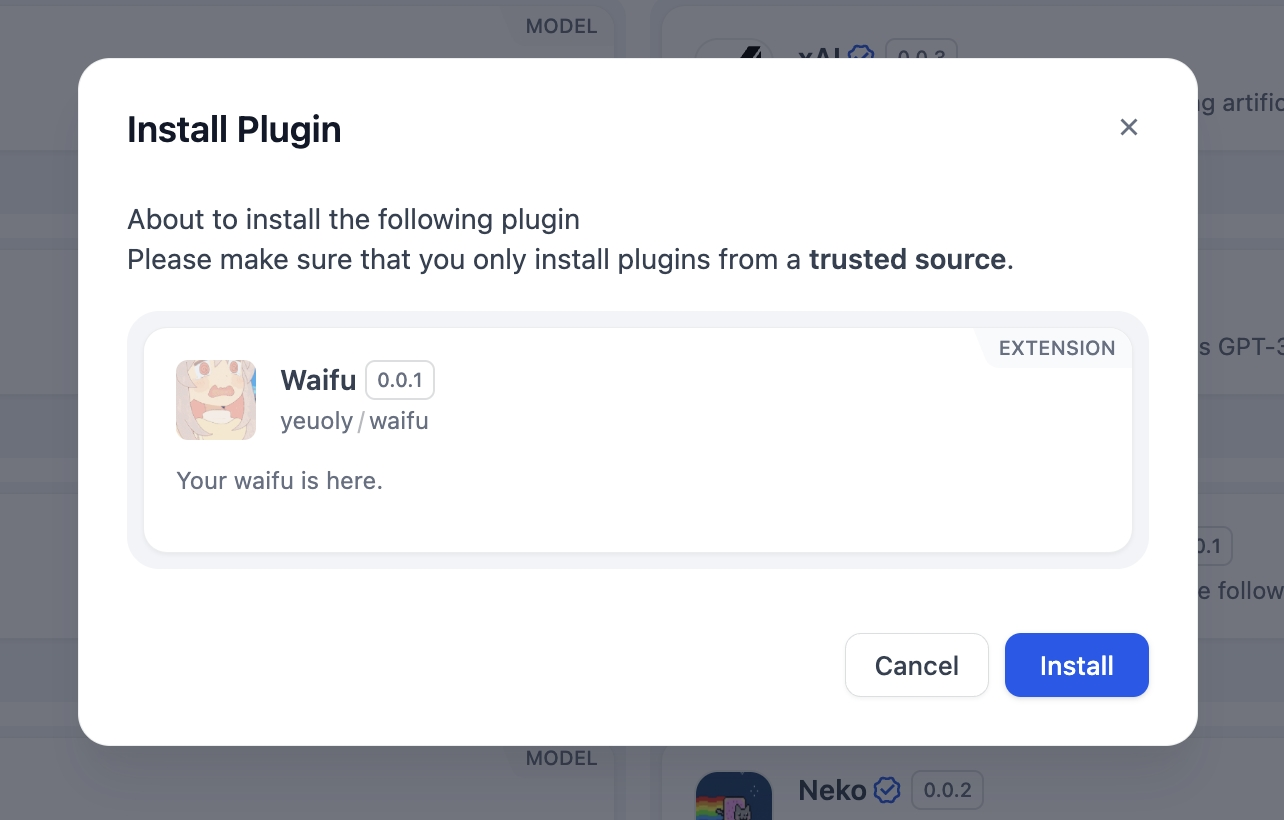 MODEL
xAI 0.0.3
Install Plugin
About to install the following plugin
Please make sure that you only install plugins from a trusted source.
EXTENSION
Waifu 0.0.1
yeuoly / waifu
Your waifu is here.
s GPT-3
0.1
Cancel Install
MODEL
Neko 0.0.2